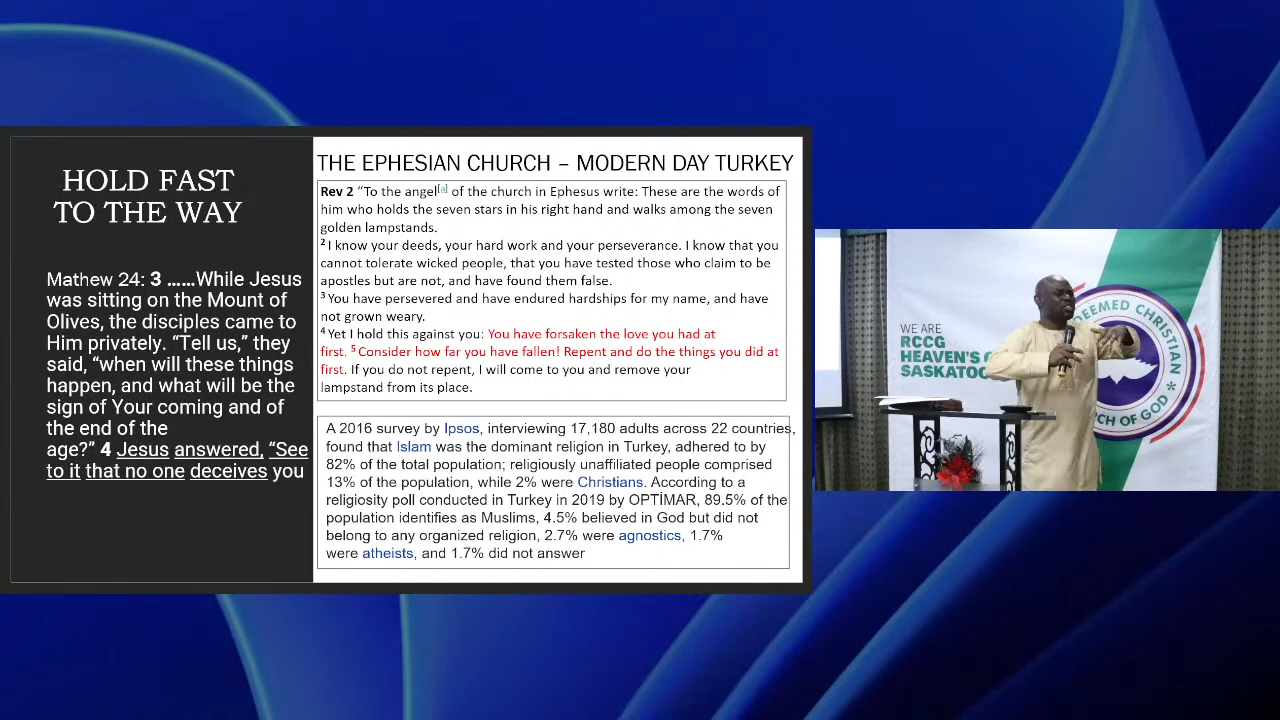 HOLD FAST
TO THE WAY
Mathew 24: 3 ......While Jesus
was sitting on the Mount of
Olives, the disciples came to
Him privately. “Tell us,” they
said, “when will these things
happen, and what will be the
sign of Your coming and of
the end of the
age?” 4 Jesus answered, “See
to it that no one deceives you
THE EPHESIAN CHURCH – MODERN DAY TURKEY
Rev 2 “To the angel[a] of the church in Ephesus write: These are the words of
him who holds the seven stars in his right hand and walks among the seven
golden lampstands.
2 I know your deeds, your hard work and your perseverance. I know that you
cannot tolerate wicked people, that you have tested those who claim to be
apostles but are not, and have found them false.
3 You have persevered and have endured hardships for my name, and have
not grown weary.
4 Yet I hold this against you: You have forsaken the love you had at
first. 5 Consider how far you have fallen! Repent and do the things you did at
first. If you do not repent, I will come to you and remove your
lampstand from its place.
A 2016 survey by Ipsos, interviewing 17,180 adults across 22 countries,
found that Islam was the dominant religion in Turkey, adhered to by
82% of the total population; religiously unaffiliated people comprised
13% of the population, while 2% were Christians. According to a
religiosity poll conducted in Turkey in 2019 by OPTİMAR, 89.5% of the
population identifies as Muslims, 4.5% believed in God but did not
belong to any organized religion, 2.7% were agnostics, 1.7%
were atheists, and 1.7% did not answer
WE ARE
RCCG
HEAVEN'S
SASKATOO
DEEMED CHRISTIAN
CH OF GOD